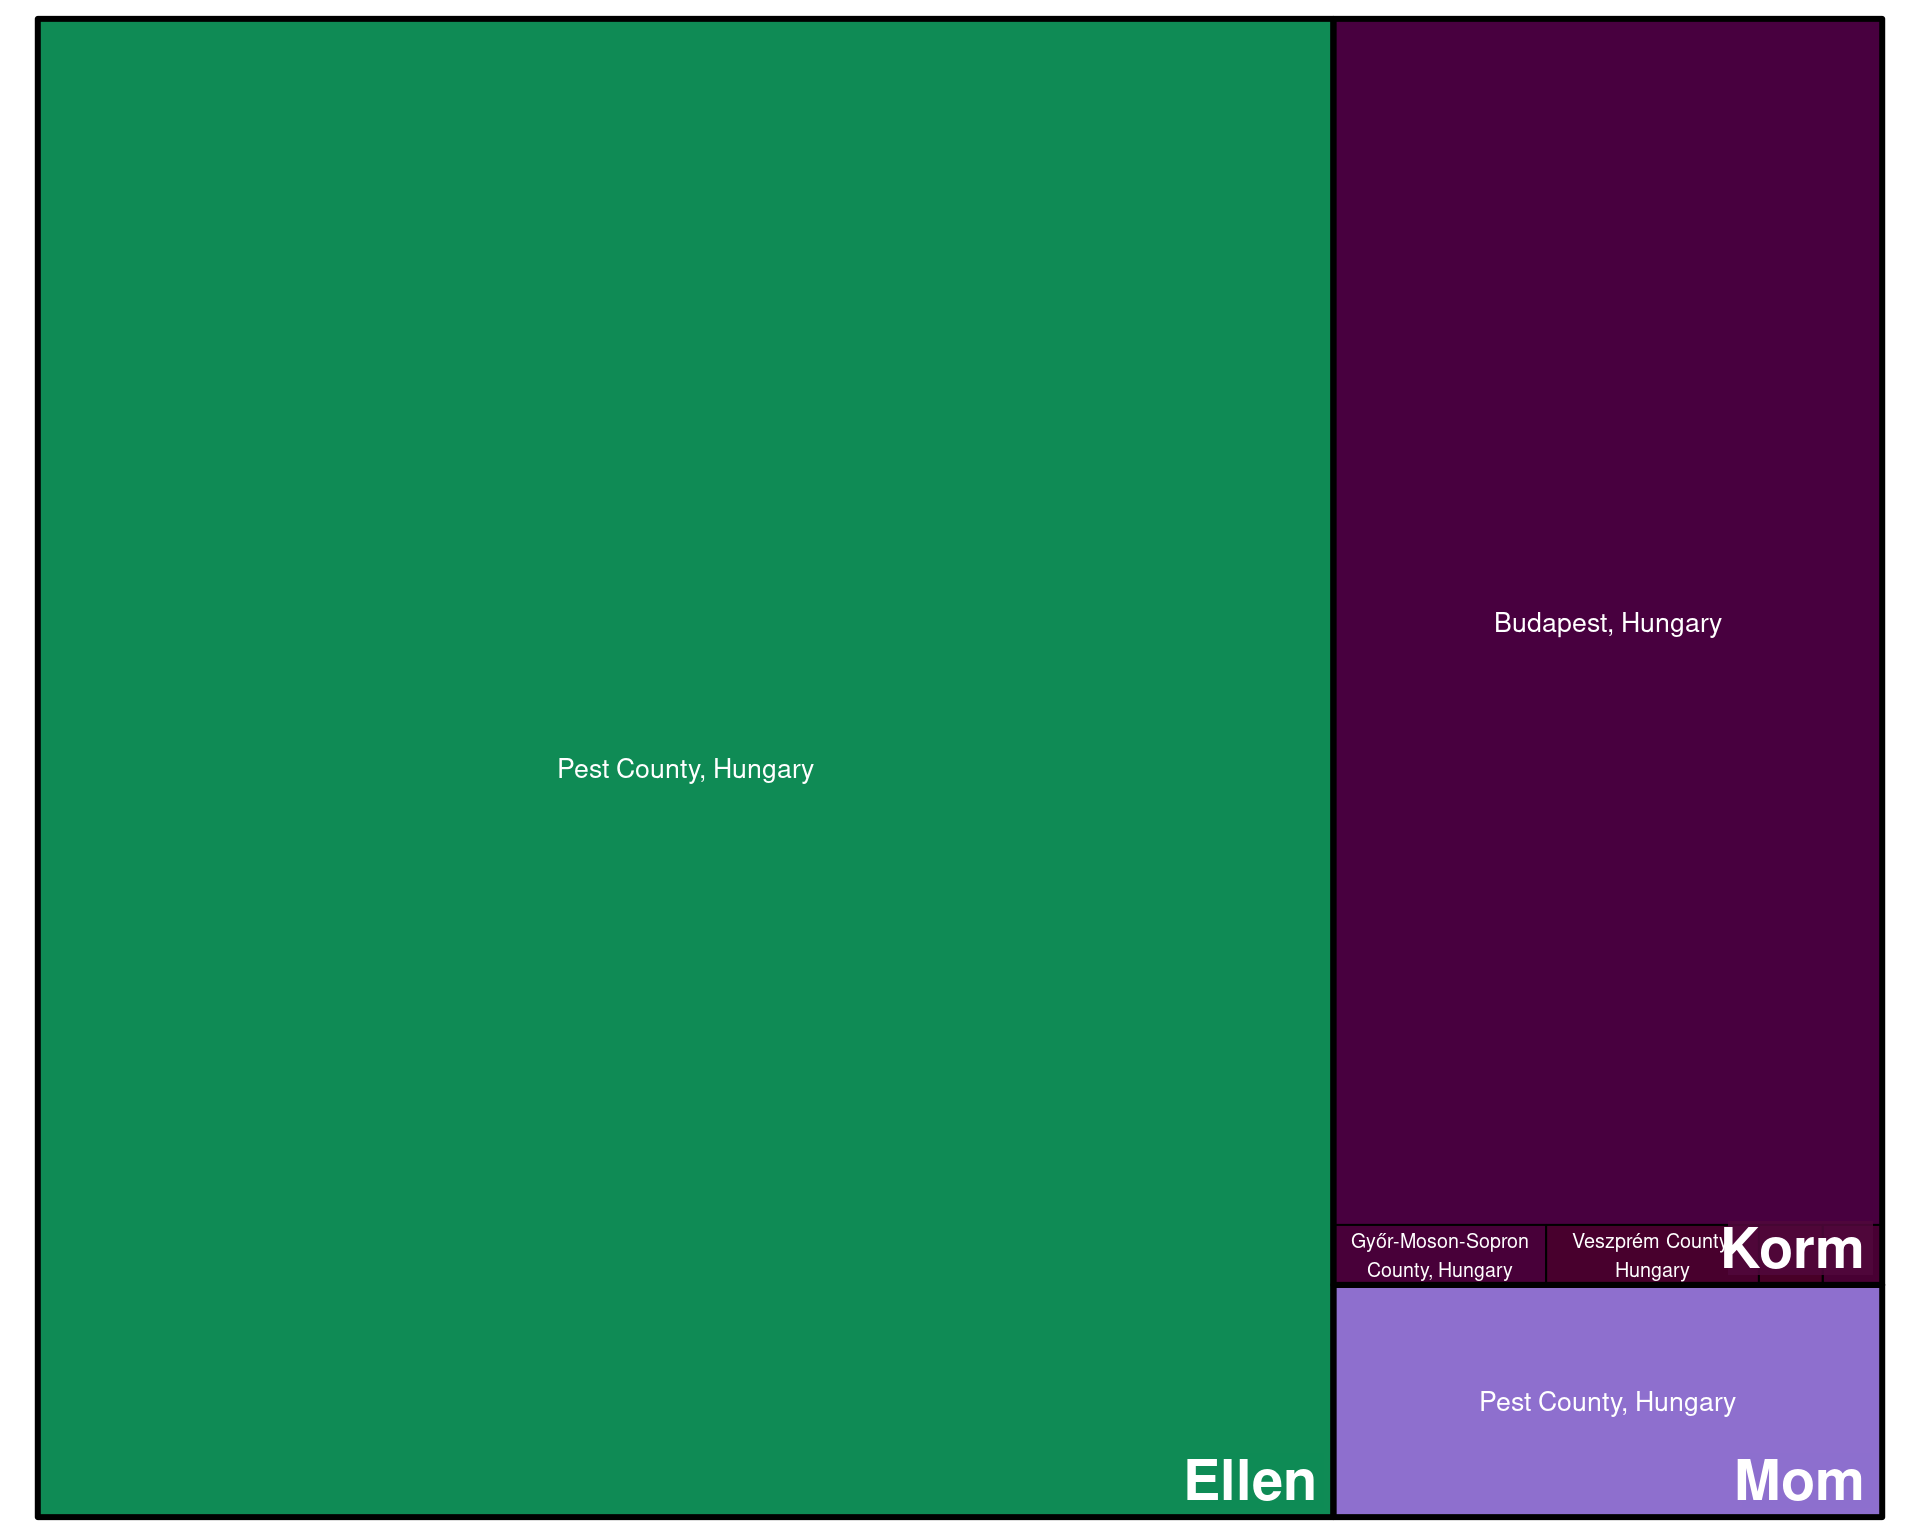 Pest County, Hungary
Ellen
Budapest, Hungary
Győr-Moson-Sopron
County, Hungary
Veszprém County
Hungary
Korm
Pest County, Hungary
Mom